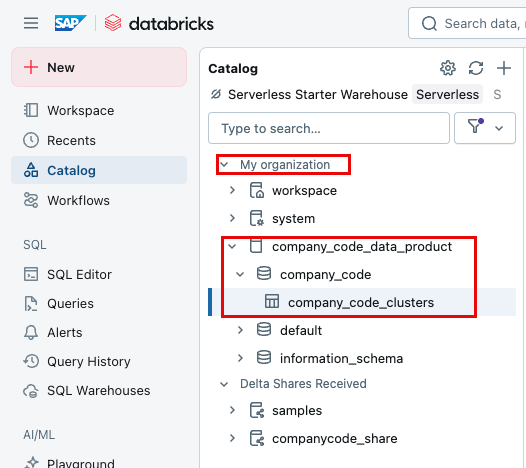 SAP databricks
Search data, no
New
Workspace
Recents
Catalog
Workflows
SQL
SQL Editor
Queries
Alerts
Query History
SQL Warehouses
AI/ML
Playground
Catalog
Serverless Starter Warehouse Serverless S
Type to search...
My organization
workspace
system
company_code_data_product
company_code
company_code_clusters
default
information_schema
Delta Shares Received
samples
companycode_share